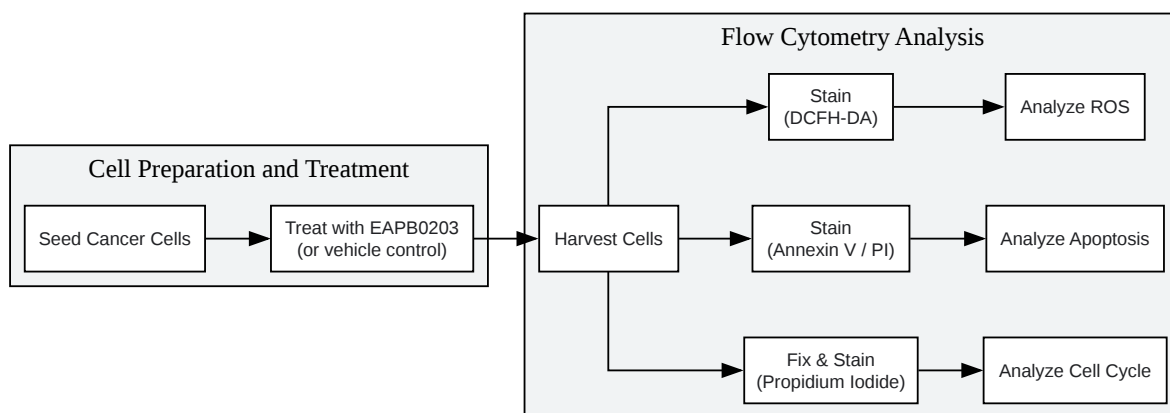 Flow Cytometry Analysis
Stain
(DCFH-DA)
Analyze ROS
Cell Preparation and Treatment
Seed Cancer Cells
Treat with EAPB0203
(or vehicle control)
Harvest Cells
Stain
(Annexin V / PI)
Analyze Apoptosis
Fix & Stain
(Propidium Iodide)
Analyze Cell Cycle